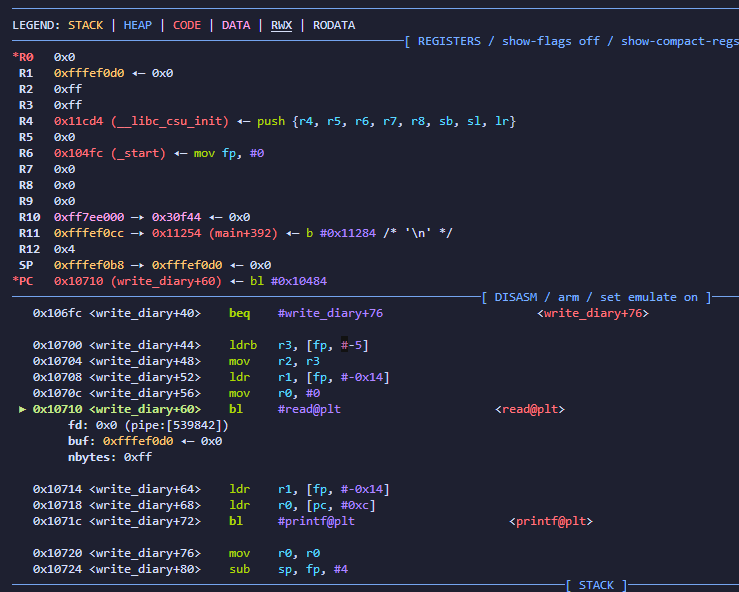 LEGEND: STACK | HEAP | CODE | DATA | RWX | RODATA
[ REGISTERS / show-flags off / show-compact-regs
*R0 0x0
R1 0xfffef0d0 ◂— 0x0
R2 0xff
R3 0xff
R4 0x11cd4 (__libc_csu_init) ◂— push {r4, r5, r6, r7, r8, sb, sl, lr}
R5 0x0
R6 0x104fc (_start) ◂— mov fp, #0
R7 0x0
R8 0x0
R9 0x0
R10 0xff7ee000 —▸ 0x30f44 ◂— 0x0
R11 0xfffef0cc —▸ 0x11254 (main+392) ◂— b #0x11284 /* '\n' */
R12 0x4
SP 0xfffef0b8 —▸ 0xfffef0d0 ◂— 0x0
*PC 0x10710 (write_diary+60) ◂— bl #0x10484
[ DISASM / arm / set emulate on ]
0x106fc <write_diary+40> beq #write_diary+76 <write_diary+76>
0x10700 <write_diary+44> ldrb r3, [fp, #-5]
0x10704 <write_diary+48> mov r2, r3
0x10708 <write_diary+52> ldr r1, [fp, #-0x14]
0x1070c <write_diary+56> mov r0, #0
► 0x10710 <write_diary+60> bl #read@plt <read@plt>
fd: 0x0 (pipe:[539842])
buf: 0xfffef0d0 ◂— 0x0
nbytes: 0xff
0x10714 <write_diary+64> ldr r1, [fp, #-0x14]
0x10718 <write_diary+68> ldr r0, [pc, #0xc]
0x1071c <write_diary+72> bl #printf@plt <printf@plt>
0x10720 <write_diary+76> mov r0, r0
0x10724 <write_diary+80> sub sp, fp, #4
[ STACK ]